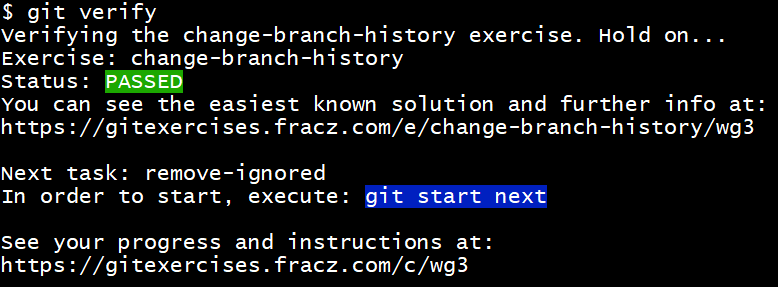 $ git verify
Verifying the change-branch-history exercise. Hold on...
Exercise: change-branch-history
Status: PASSED
You can see the easiest known solution and further info at:
https://gitexercises.fracz.com/e/change-branch-history/wg3
Next task: remove-ignored
In order to start, execute: git start next
See your progress and instructions at:
https://gitexercises.fracz.com/c/wg3